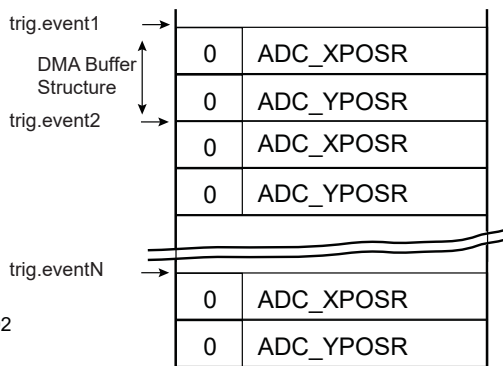 trig.event1
0 ADC_XPOSR
DMA Buffer
Structure
0 ADC_YPOSR
trig.event2
0 ADC_XPOSR
0 ADC_YPOSR
trig.eventN
0 ADC_XPOSR
0 ADC_YPOSR